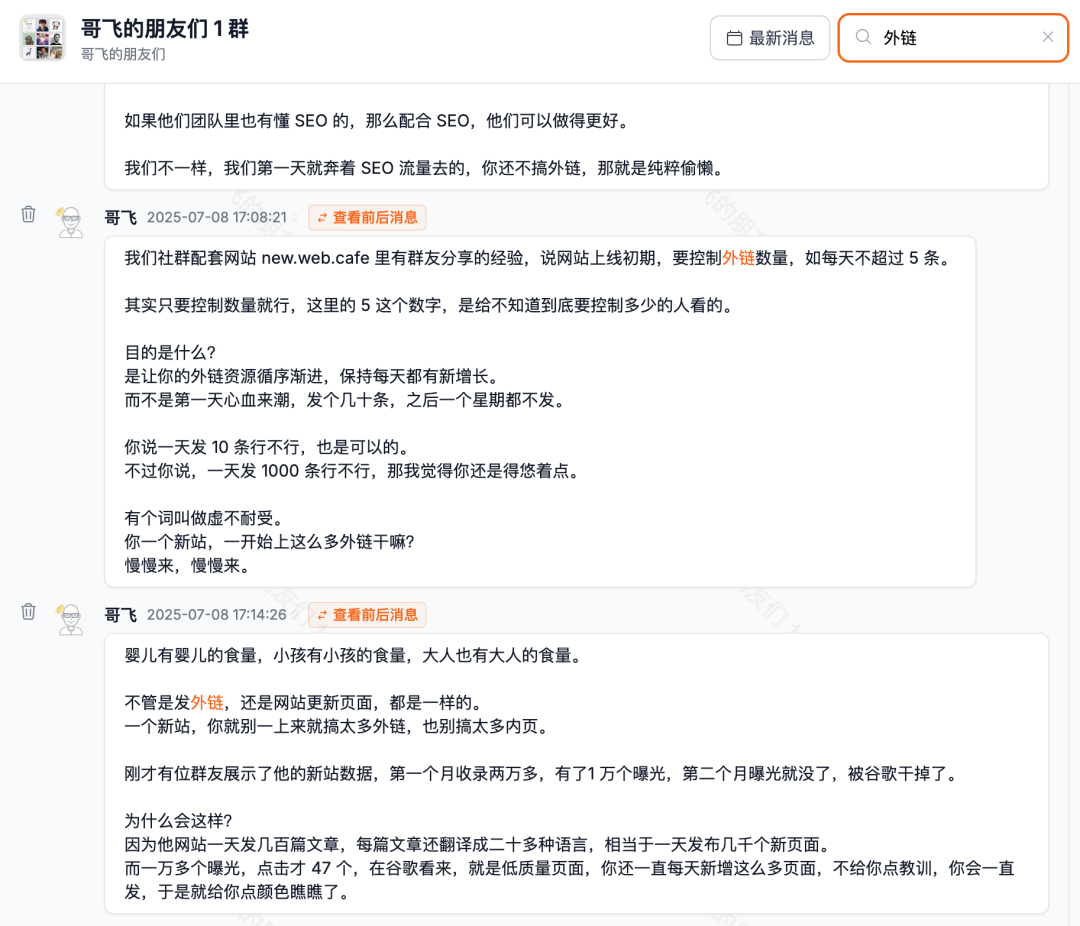 哥飞的朋友们 1 群
哥飞的朋友们
最新消息
外链
如果他们团队里也有懂 SEO 的，那么配合 SEO，他们可以做得更好。
我们不一样，我们第一天就奔着 SEO 流量去的，你还不搞外链，那就是纯粹偷懒。
哥飞 2025-07-08 17:08:21 查看前后消息
我们社群配套网站 new.web.cafe 里有群友分享的经验，说网站上线初期，要控制外链数量，如每天不超过 5 条。
其实只要控制数量就行，这里的 5 这个数字，是给不知道到底要控制多少的人看的。
目的是什么？
是让你的外链资源循序渐进，保持每天都有新增长。
而不是第一天心血来潮，发个几十条，之后一个星期都不发。
你说一天发 10 条行不行，也是可以的。
不过你说，一天发 1000 条行不行，那我觉得你还是得悠着点。
有个词叫做虚不耐受。
你一个新站，一开始上这么多外链干嘛？
慢慢来，慢慢来。
哥飞 2025-07-08 17:14:26 查看前后消息
婴儿有婴儿的食量，小孩有小孩的食量，大人也有大人的食量。
不管是发外链，还是网站更新页面，都是一样的。
一个新站，你就别一上来就搞太多外链，也别搞太多内页。
刚才有位群友展示了他的新站数据，第一个月收录两万多，有了1 万个曝光，第二个月曝光就没了，被谷歌干掉了。
为什么会这样？
因为他网站一天发几百篇文章，每篇文章还翻译成二十多种语言，相当于一天发布几千个新页面。
而一万多个曝光，点击才 47 个，在谷歌看来，就是低质量页面，你还一直每天新增这么多页面，不给你点教训，你会一直
发，于是就给你点颜色瞧瞧了。